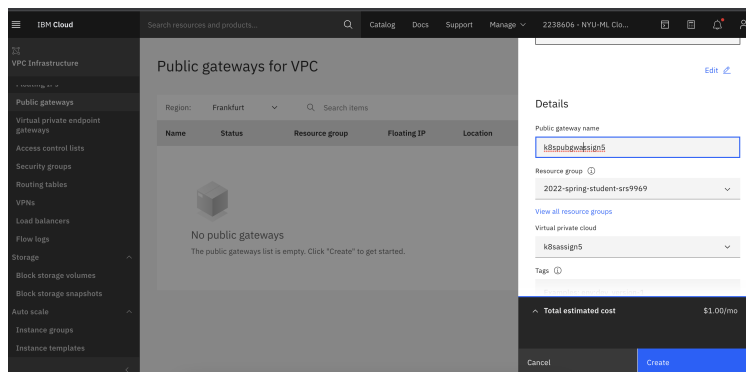 IBM Cloud
Search resources and products...
Catalog
Docs
Support
Manage
2238606 - NYU-ML Clo...
VPC Infrastructure
Public gateways
Virtual private endpoint
gateways
Access control lists
Security groups
Routing tables
VPNs
Load balancers
Flow logs
Storage
Block storage volumes
Block storage snapshots
Auto scale
Instance groups
Instance templates
Public gateways for VPC
Region:
Frankfurt
Search items
Name
Status
Resource group
Floating IP
Location
No public gateways
The public gateways list is empty. Click "Create" to get started.
Edit
Details
Public gateway name
k8spubgwassign5
Resource group
2022-spring-student-srs9969
View all resource groups
Virtual private cloud
k8sassign5
Tags
Total estimated cost
$1.00/mo
Cancel
Create